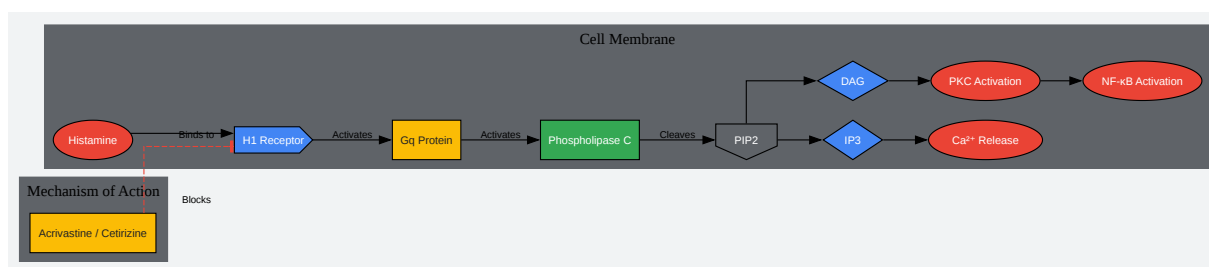 Cell Membrane
DAG
PKC Activation
NF-κB Activation
Histamine
Binds to
H1 Receptor
Activates
Gq Protein
Activates
Phospholipase C
Cleaves
PIP2
IP3
Ca²⁺ Release
Mechanism of Action
Blocks
Acrivastine / Cetirizine